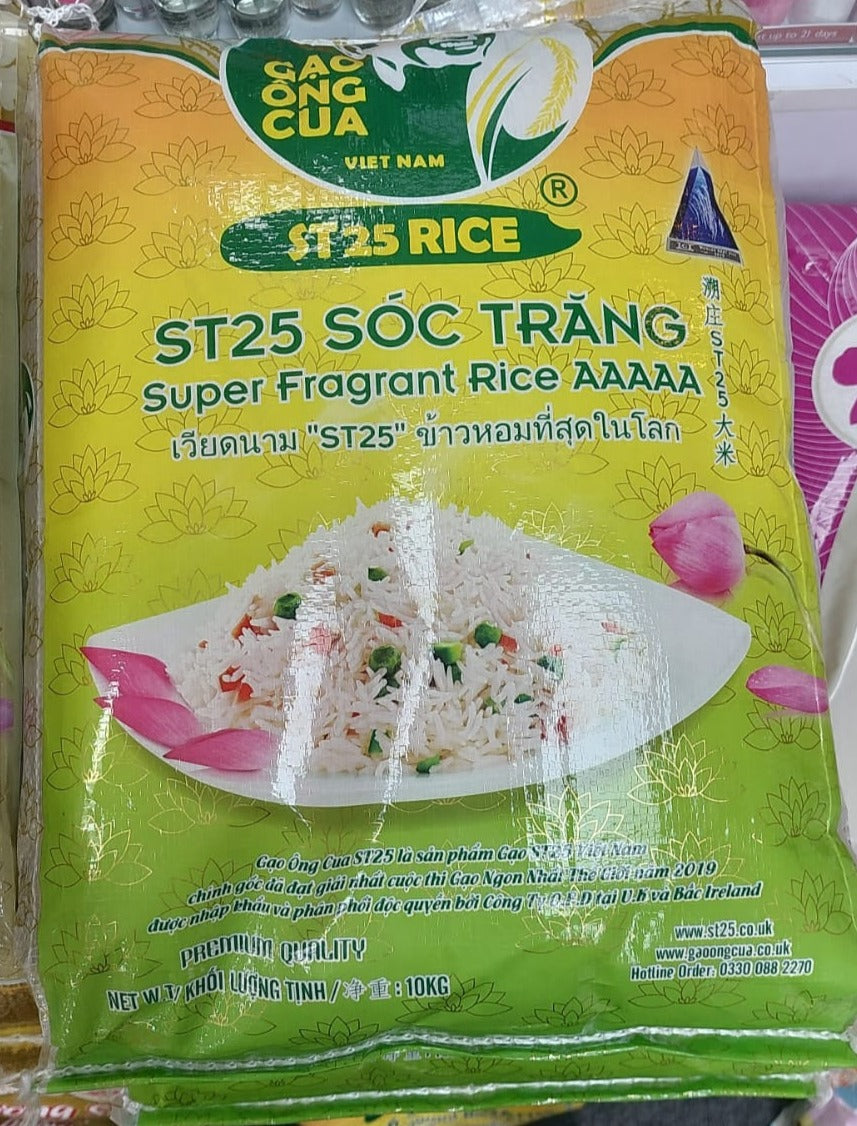 up to 21 days
GẠO
ÔNG
CUA
VIET NAM
®
ST25 RICE
ST25 SÓC TRĂNG
Super Fragrant Rice AAAAA
เวียดนาม "ST25" ข้าวหอมที่สุดในโลก
溯庄ST25大米
Gạo Ông Cua ST25 là sản phẩm Gạo ST25 Việt Nam
chính gốc đã đạt giải nhất cuộc thi Gạo Ngon Nhất Thế Giới năm 2019
được nhập khẩu và phân phối độc quyền bởi Công Ty O.E.D tại U.K và Bắc Ireland
PREMIUM QUALITY
www.st25.co.uk
www.gaoongcua.co.uk
Hotline Order: 0330 088 2270
NET W.T/ KHỐI LƯỢNG TỊNH / 净重 : 10KG